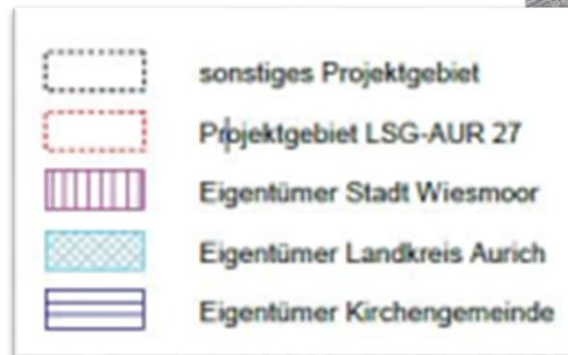 sonstiges Projektgebiet
Projektgebiet LSG-AUR 27
Eigentümer Stadt Wiesmoor
Eigentümer Landkreis Aurich
Eigentümer Kirchengemeinde